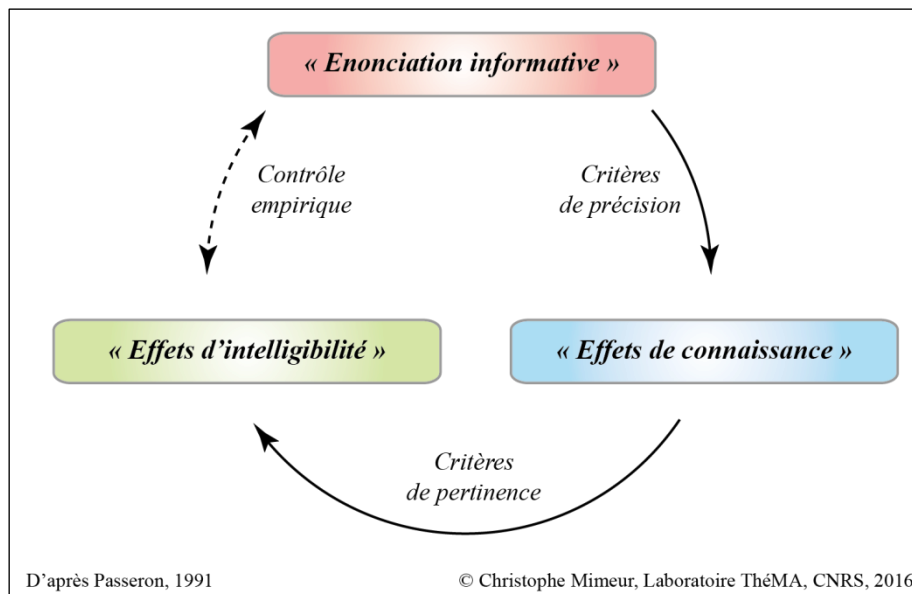 « Enonciation informative »
Contrôle
empirique
Critères
de précision
« Effets d’intelligibilité »
« Effets de connaissance »
Critères
de pertinence
D’après Passeron, 1991
© Christophe Mimeur, Laboratoire ThéMA, CNRS, 2016